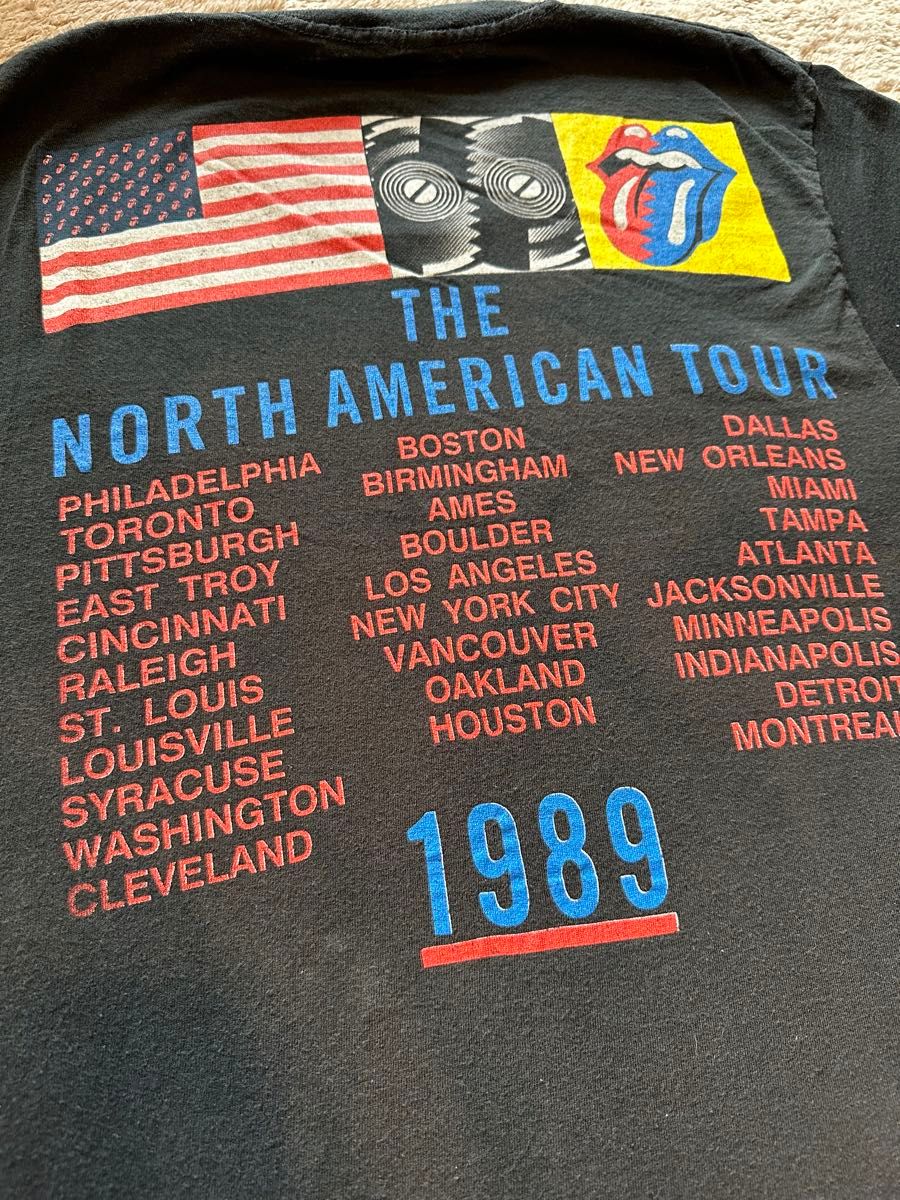 THE
NORTH AMERICAN TOUR
PHILADELPHIA
TORONTO
PITTSBURGH
EAST TROY
CINCINNATI
RALEIGH
ST. LOUIS
LOUISVILLE
SYRACUSE
WASHINGTON
CLEVELAND
BOSTON
BIRMINGHAM
AMES
BOULDER
LOS ANGELES
NEW YORK CITY
VANCOUVER
OAKLAND
HOUSTON
DALLAS
NEW ORLEANS
MIAMI
TAMPA
ATLANTA
JACKSONVILLE
MINNEAPOLIS
INDIANAPOLIS
DETROIT
MONTREAL
1989